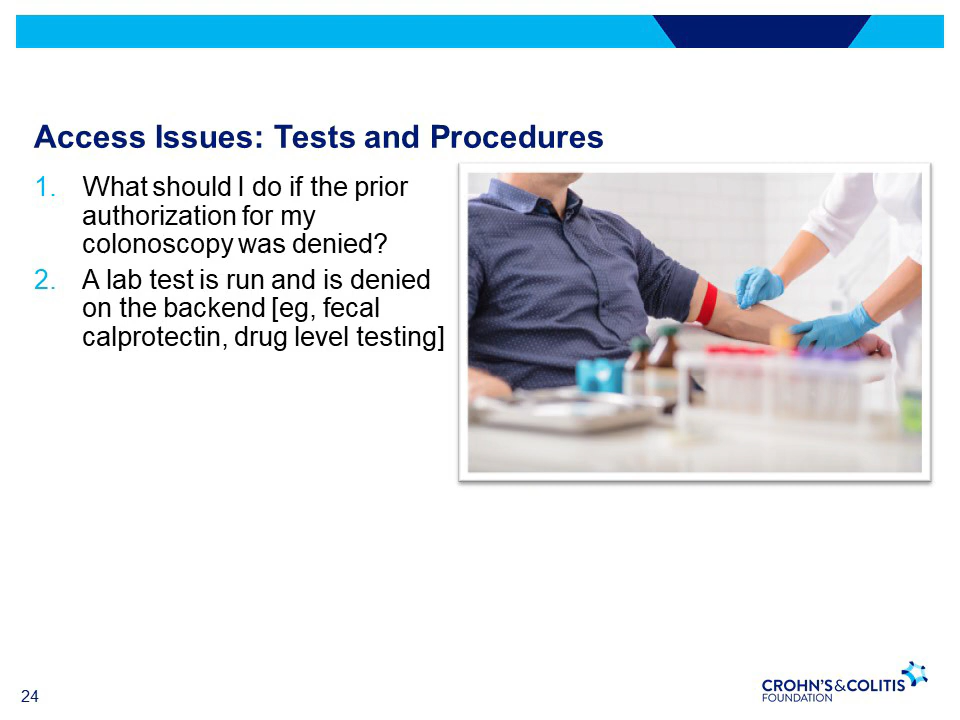 Access Issues: Tests and Procedures
1. What should I do if the prior
authorization for my
colonoscopy was denied?
2. A lab test is run and is denied
on the backend [eg, fecal
calprotectin, drug level testing]
24
CROHN'S&COLITIS
FOUNDATION